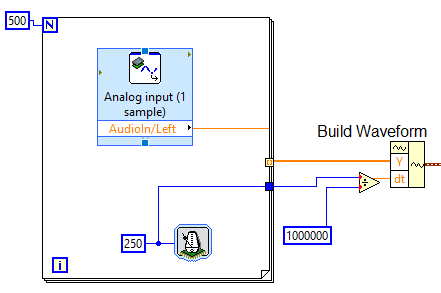 500
N
Analog input (1
sample)
AudioIn/Left
Build Waveform
Y
dt
÷
250
1000000
i